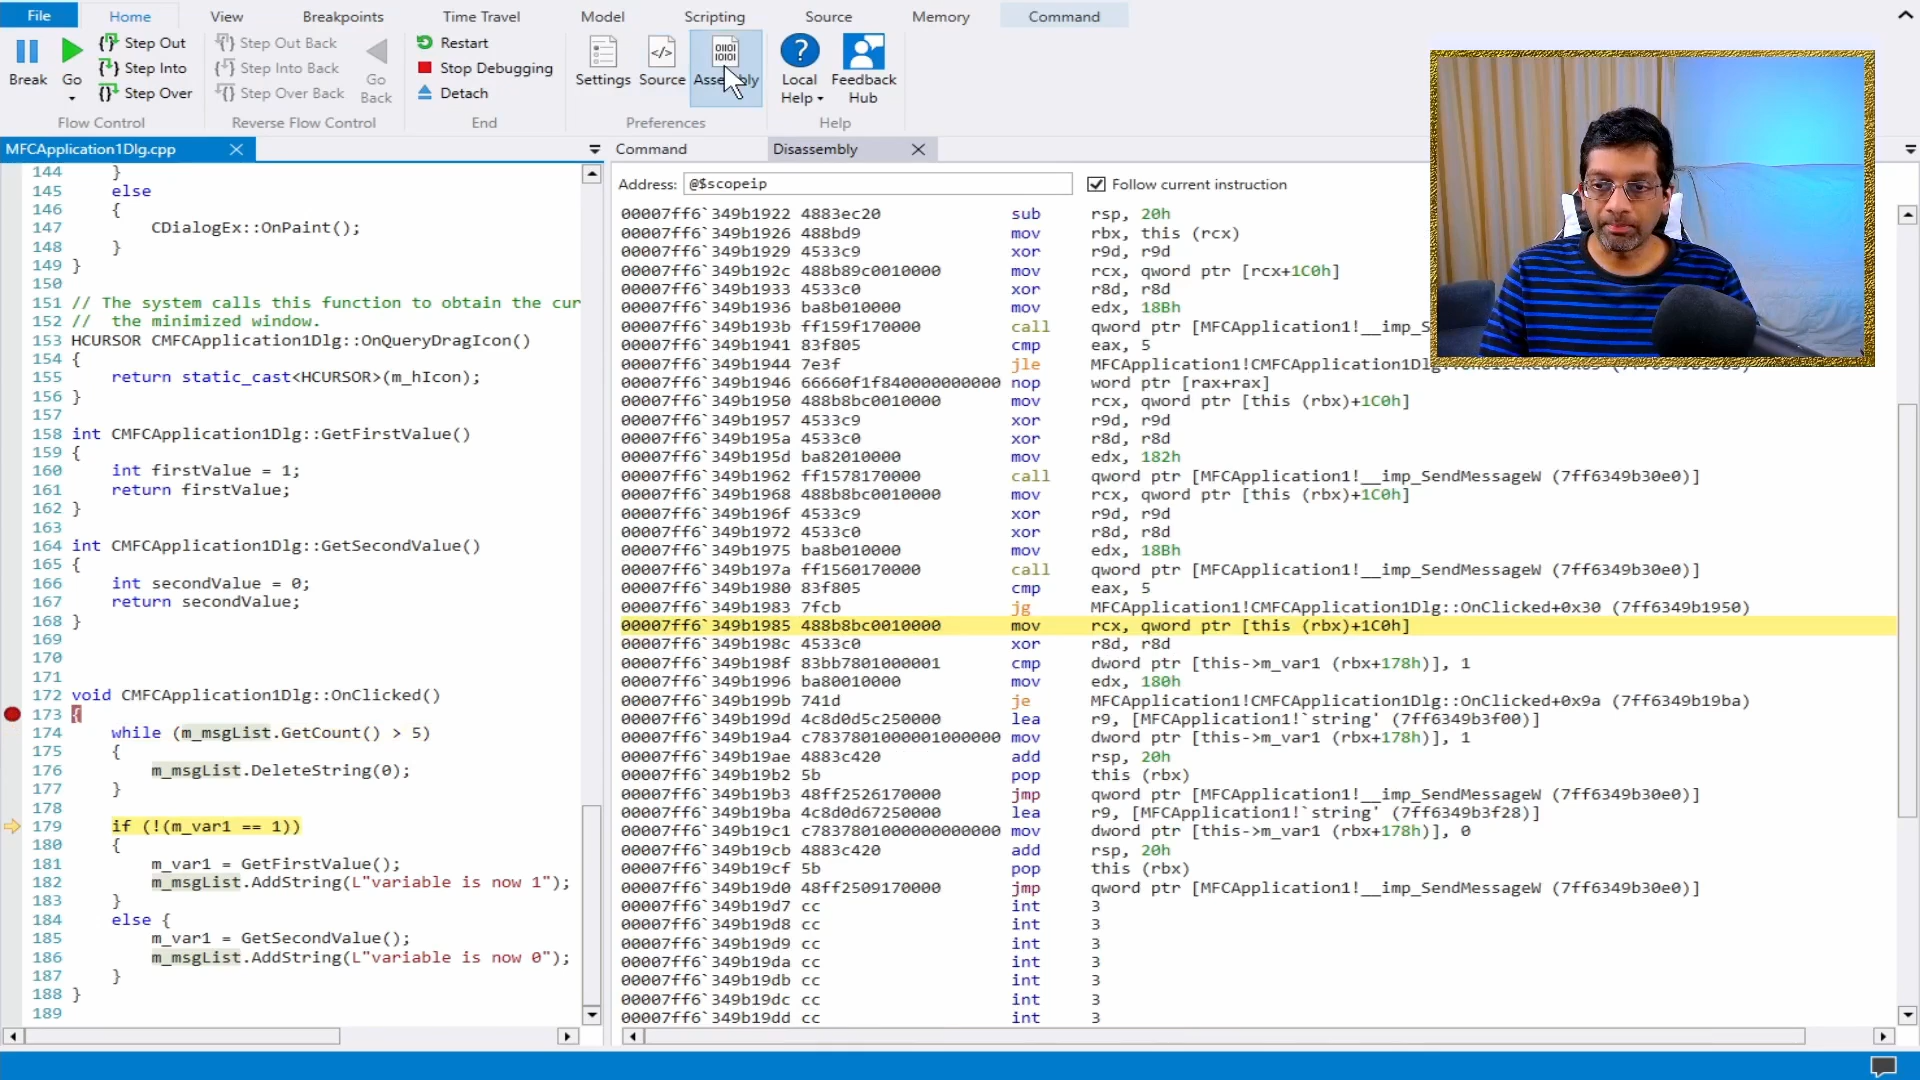 File Home View Breakpoints Time Travel Model Scripting Source Memory Command
Break Go Step Out Step Into Step Over
Flow Control
Step Out Back Step Into Back Step Over Back Go Back
Reverse Flow Control
Restart
Stop Debugging
Detach
End
Settings Source Assembly
Preferences
Local Help Feedback Hub
Help
MFCApplication1Dlg.cpp
144 }
145 else
146 {
147 CDialogEx::OnPaint();
148 }
149 }
150
151 // The system calls this function to obtain the cur
152 // the minimized window.
153 HCURSOR CMFCApplication1Dlg::OnQueryDragIcon()
154 {
155 return static_cast<HCURSOR>(m_hIcon);
156 }
157
158 int CMFCApplication1Dlg::GetFirstValue()
159 {
160 int firstValue = 1;
161 return firstValue;
162 }
163
164 int CMFCApplication1Dlg::GetSecondValue()
165 {
166 int secondValue = 0;
167 return secondValue;
168 }
169
170
171
172 void CMFCApplication1Dlg::OnClicked()
173 {
174 while (m_msgList.GetCount() > 5)
175 {
176 m_msgList.DeleteString(0);
177 }
178
179 if (!(m_var1 == 1))
180 {
181 m_var1 = GetFirstValue();
182 m_msgList.AddString(L"variable is now 1");
183 }
184 else {
185 m_var1 = GetSecondValue();
186 m_msgList.AddString(L"variable is now 0");
187 }
188 }
189
Command Disassembly
Address: @$scopeip Follow current instruction
00007ff6`349b1922 4883ec20 sub rsp, 20h
00007ff6`349b1926 488bd9 mov rbx, this (rcx)
00007ff6`349b1929 4533c9 xor r9d, r9d
00007ff6`349b192c 488b89c0010000 mov rcx, qword ptr [rcx+1C0h]
00007ff6`349b1933 4533c0 xor r8d, r8d
00007ff6`349b1936 ba8b010000 mov edx, 18Bh
00007ff6`349b193b ff159f170000 call qword ptr [MFCApplication1!__imp_S
00007ff6`349b1941 83f805 cmp eax, 5
00007ff6`349b1944 7e3f jle
00007ff6`349b1946 66660f1f840000000000 nop word ptr [rax+rax]
00007ff6`349b1950 488b8bc0010000 mov rcx, qword ptr [this (rbx)+1C0h]
00007ff6`349b1957 4533c9 xor r9d, r9d
00007ff6`349b195a 4533c0 xor r8d, r8d
00007ff6`349b195d ba82010000 mov edx, 182h
00007ff6`349b1962 ff1578170000 call qword ptr [MFCApplication1!__imp_SendMessageW (7ff6349b30e0)]
00007ff6`349b1968 488b8bc0010000 mov rcx, qword ptr [this (rbx)+1C0h]
00007ff6`349b196f 4533c9 xor r9d, r9d
00007ff6`349b1972 4533c0 xor r8d, r8d
00007ff6`349b1975 ba8b010000 mov edx, 18Bh
00007ff6`349b197a ff1560170000 call qword ptr [MFCApplication1!__imp_SendMessageW (7ff6349b30e0)]
00007ff6`349b1980 83f805 cmp eax, 5
00007ff6`349b1983 7fcb jg MFCApplication1!CMFCApplication1Dlg::OnClicked+0x30 (7ff6349b1950)
00007ff6`349b1985 488b8bc0010000 mov rcx, qword ptr [this (rbx)+1C0h]
00007ff6`349b198c 4533c0 xor r8d, r8d
00007ff6`349b198f 83bb7801000001 cmp dword ptr [this->m_var1 (rbx+178h)], 1
00007ff6`349b1996 ba80010000 mov edx, 180h
00007ff6`349b199b 741d je MFCApplication1!CMFCApplication1Dlg::OnClicked+0x9a (7ff6349b19ba)
00007ff6`349b199d 4c8d0d5c250000 lea r9, [MFCApplication1!`string' (7ff6349b3f00)]
00007ff6`349b19a4 c7837801000001000000 mov dword ptr [this->m_var1 (rbx+178h)], 1
00007ff6`349b19ae 4883c420 add rsp, 20h
00007ff6`349b19b2 5b pop this (rbx)
00007ff6`349b19b3 48ff2526170000 jmp qword ptr [MFCApplication1!__imp_SendMessageW (7ff6349b30e0)]
00007ff6`349b19ba 4c8d0d67250000 lea r9, [MFCApplication1!`string' (7ff6349b3f28)]
00007ff6`349b19c1 c7837801000000000000 mov dword ptr [this->m_var1 (rbx+178h)], 0
00007ff6`349b19cb 4883c420 add rsp, 20h
00007ff6`349b19cf 5b pop this (rbx)
00007ff6`349b19d0 48ff2509170000 jmp qword ptr [MFCApplication1!__imp_SendMessageW (7ff6349b30e0)]
00007ff6`349b19d7 cc int 3
00007ff6`349b19d8 cc int 3
00007ff6`349b19d9 cc int 3
00007ff6`349b19da cc int 3
00007ff6`349b19db cc int 3
00007ff6`349b19dc cc int 3
00007ff6`349b19dd cc int 3